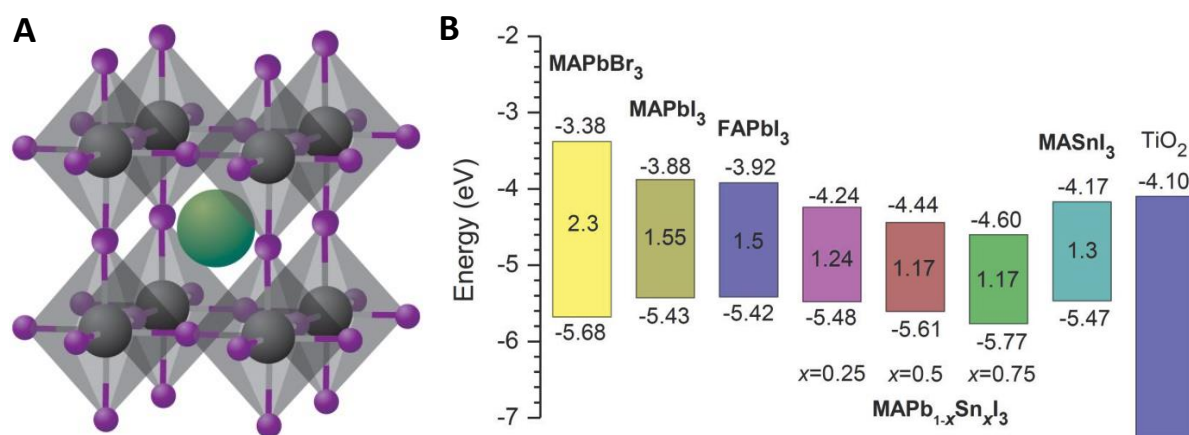 A
B
Energy (eV)
-2
-3
-4
-5
-6
-7
MAPbBr₃
-3.38
2.3
-5.68
MAPbI₃
-3.88
1.55
-5.43
FAPbI₃
-3.92
1.5
-5.42
-4.24
1.24
-5.48
x=0.25
-4.44
1.17
-5.61
x=0.5
-4.60
1.17
-5.77
x=0.75
MAPb₁₋ₓSnₓI₃
MASnI₃
-4.17
1.3
-5.47
TiO₂
-4.10